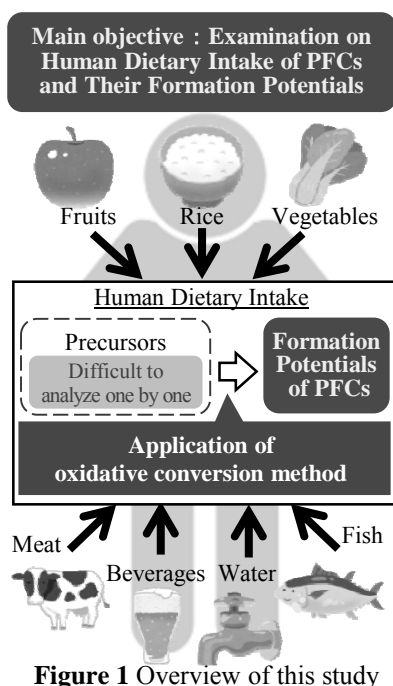 Main objective : Examination on
Human Dietary Intake of PFCs
and Their Formation Potentials
Fruits
Rice
Vegetables
Human Dietary Intake
Precursors
Difficult to
analyze one by one
Formation
Potentials
of PFCs
Application of
oxidative conversion method
Meat
Beverages
Water
Fish
Figure 1 Overview of this study